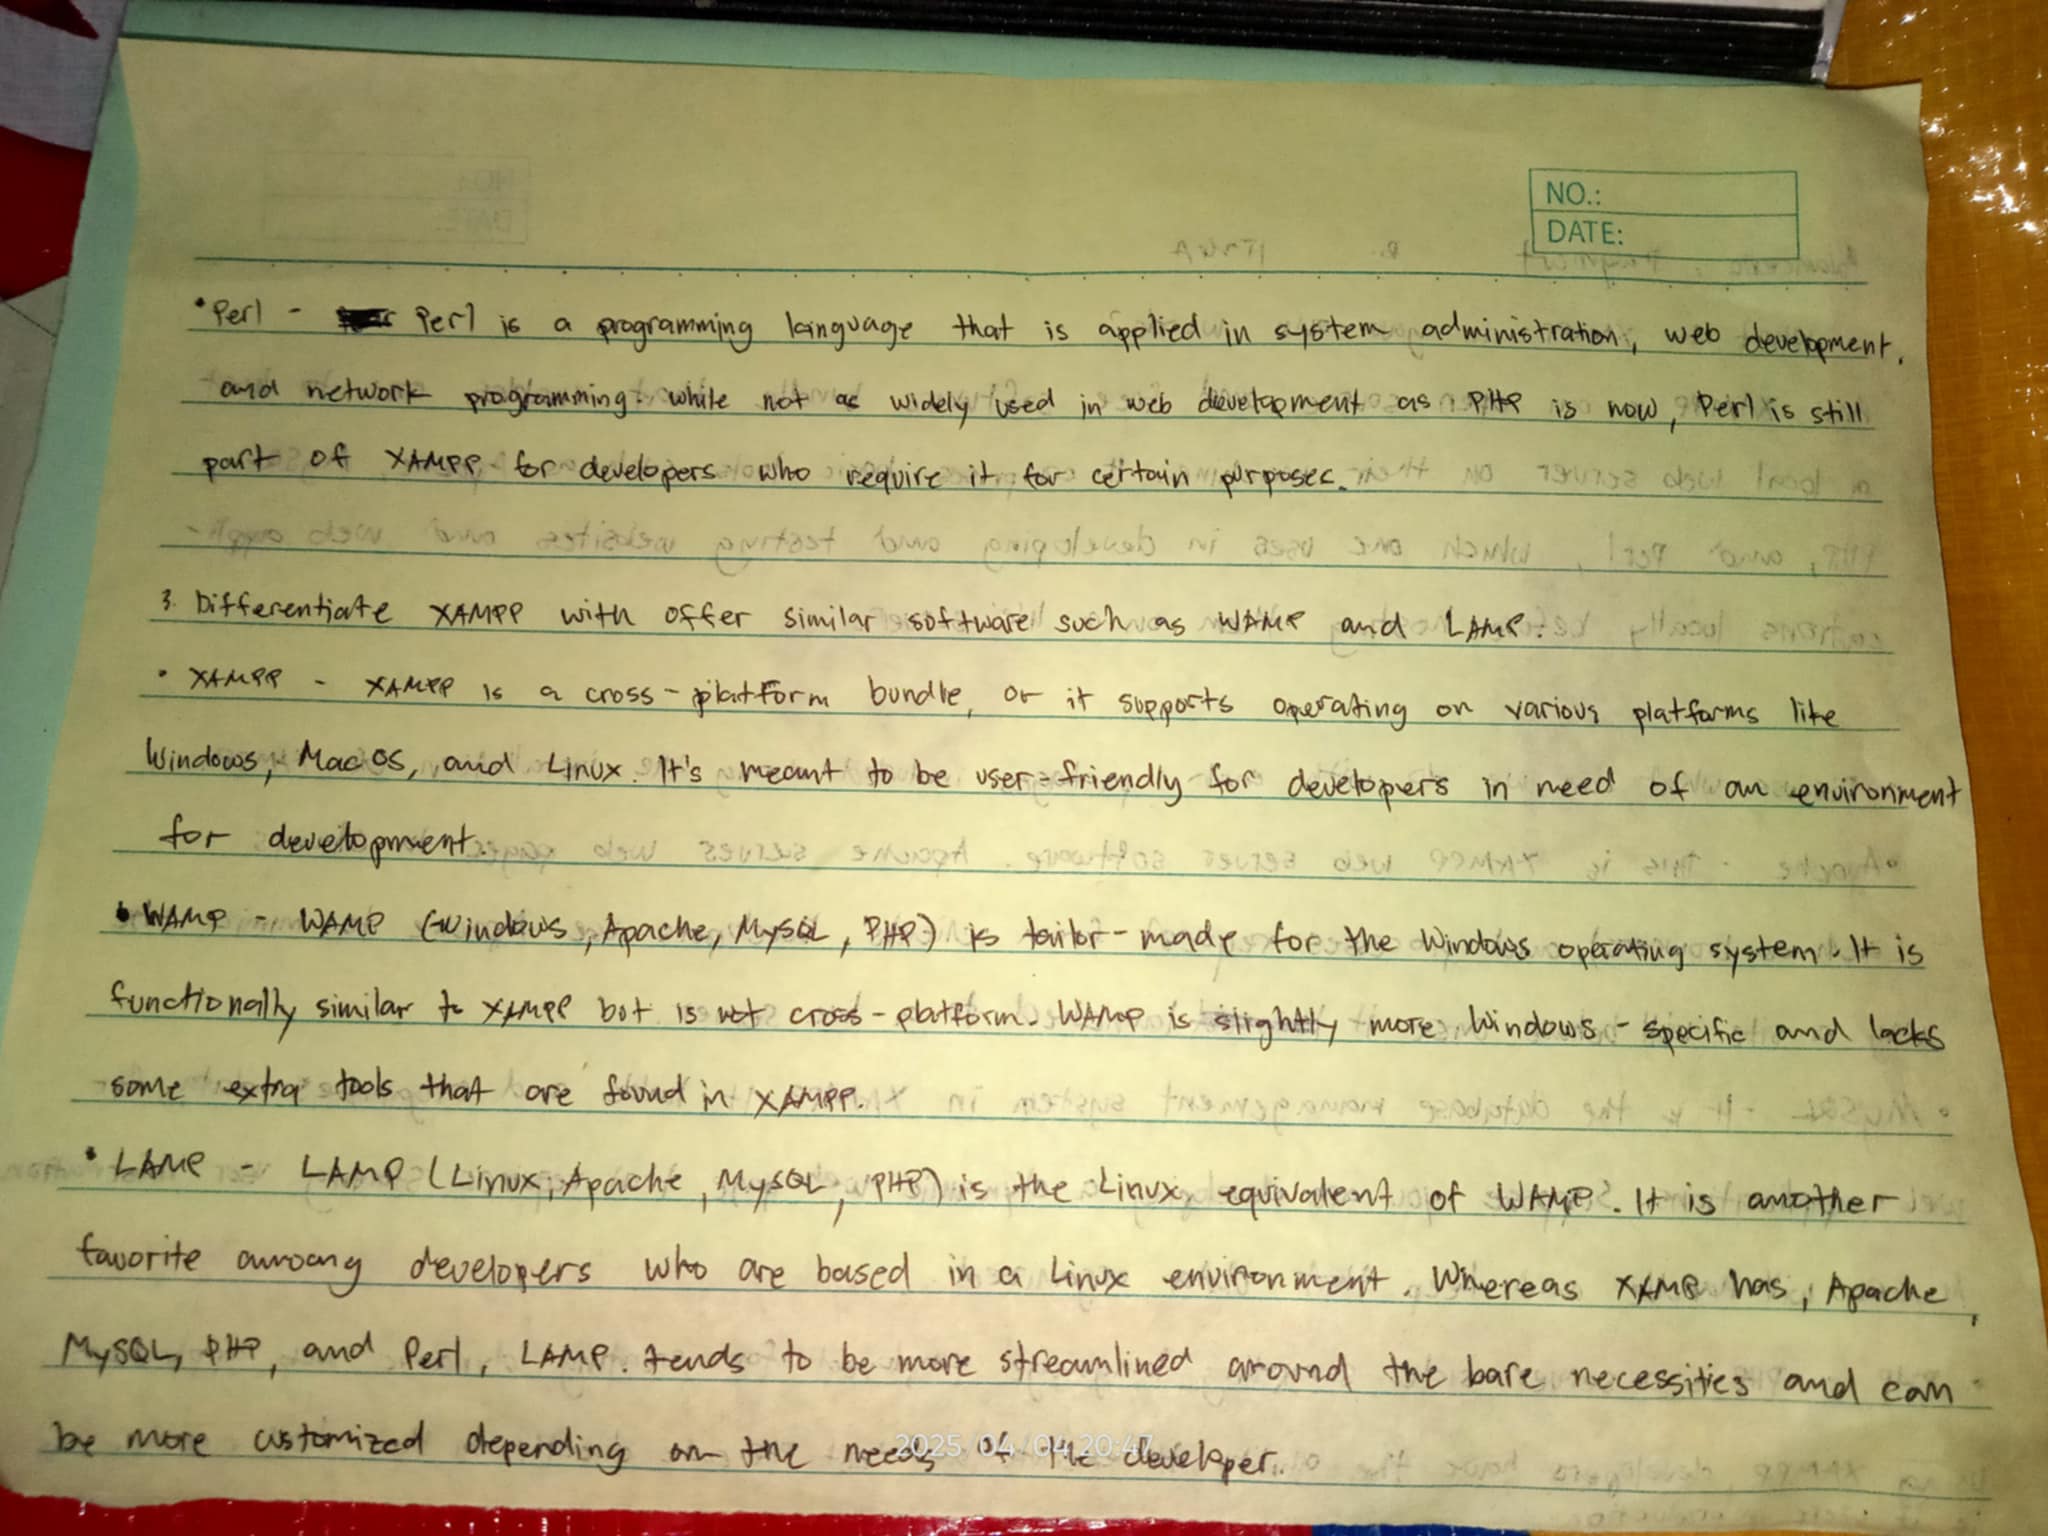 NO.:
DATE:
• Perl - Perl is a programming language that is applied in system administration, web development,
and network programming. While not as widely used in web development as PHP is now, Perl is still
part of XAMPP for developers who require it for certain purposes.
3. Differentiate XAMPP with offer similar software such as WAMP and LAMP.
• XAMPP - XAMPP is a cross-platform bundle, or it supports operating on various platforms like
Windows, Mac OS, and Linux. It's meant to be user-friendly for developers in need of an environment
for development.
• WAMP - WAMP (Windows, Apache, MySQL, PHP) is tailor-made for the Windows operating system. It is
functionally similar to XAMPP but is not cross-platform. WAMP is slightly more Windows-specific and lacks
some extra tools that are found in XAMPP.
• LAMP - LAMP (Linux, Apache, MySQL, PHP) is the Linux equivalent of WAMP. It is another
favorite among developers who are based in a Linux environment. Whereas XAMP has, Apache,
MySQL, PHP, and Perl, LAMP. tends to be more streamlined around the bare necessities and can
be more customized depending on the needs of the developer.
2025/04/04 20:47